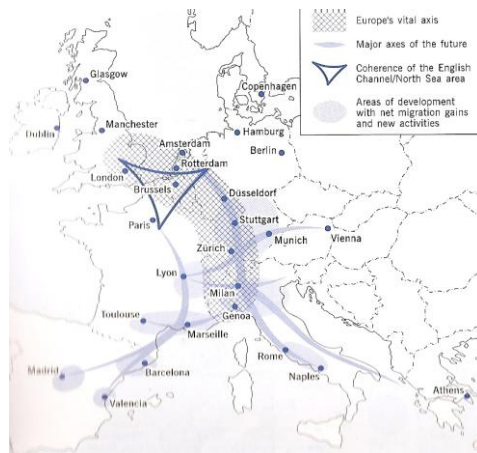 Europe's vital axis
Major axes of the future
Coherence of the English
Channel/North Sea area
Areas of development
with net migration gains
and new activities
Glasgow
Copenhagen
Dublin
Manchester
Hamburg
Amsterdam
Berlin
Rotterdam
London
Brussels
Düsseldorf
Paris
Stuttgart
Munich
Vienna
Zürich
Lyon
Milan
Genoa
Toulouse
Marseille
Rome
Madrid
Barcelona
Naples
Athens
Valencia